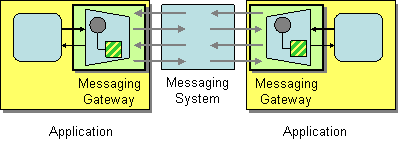 Messaging
Gateway
Messaging
System
Messaging
Gateway
Application
Application